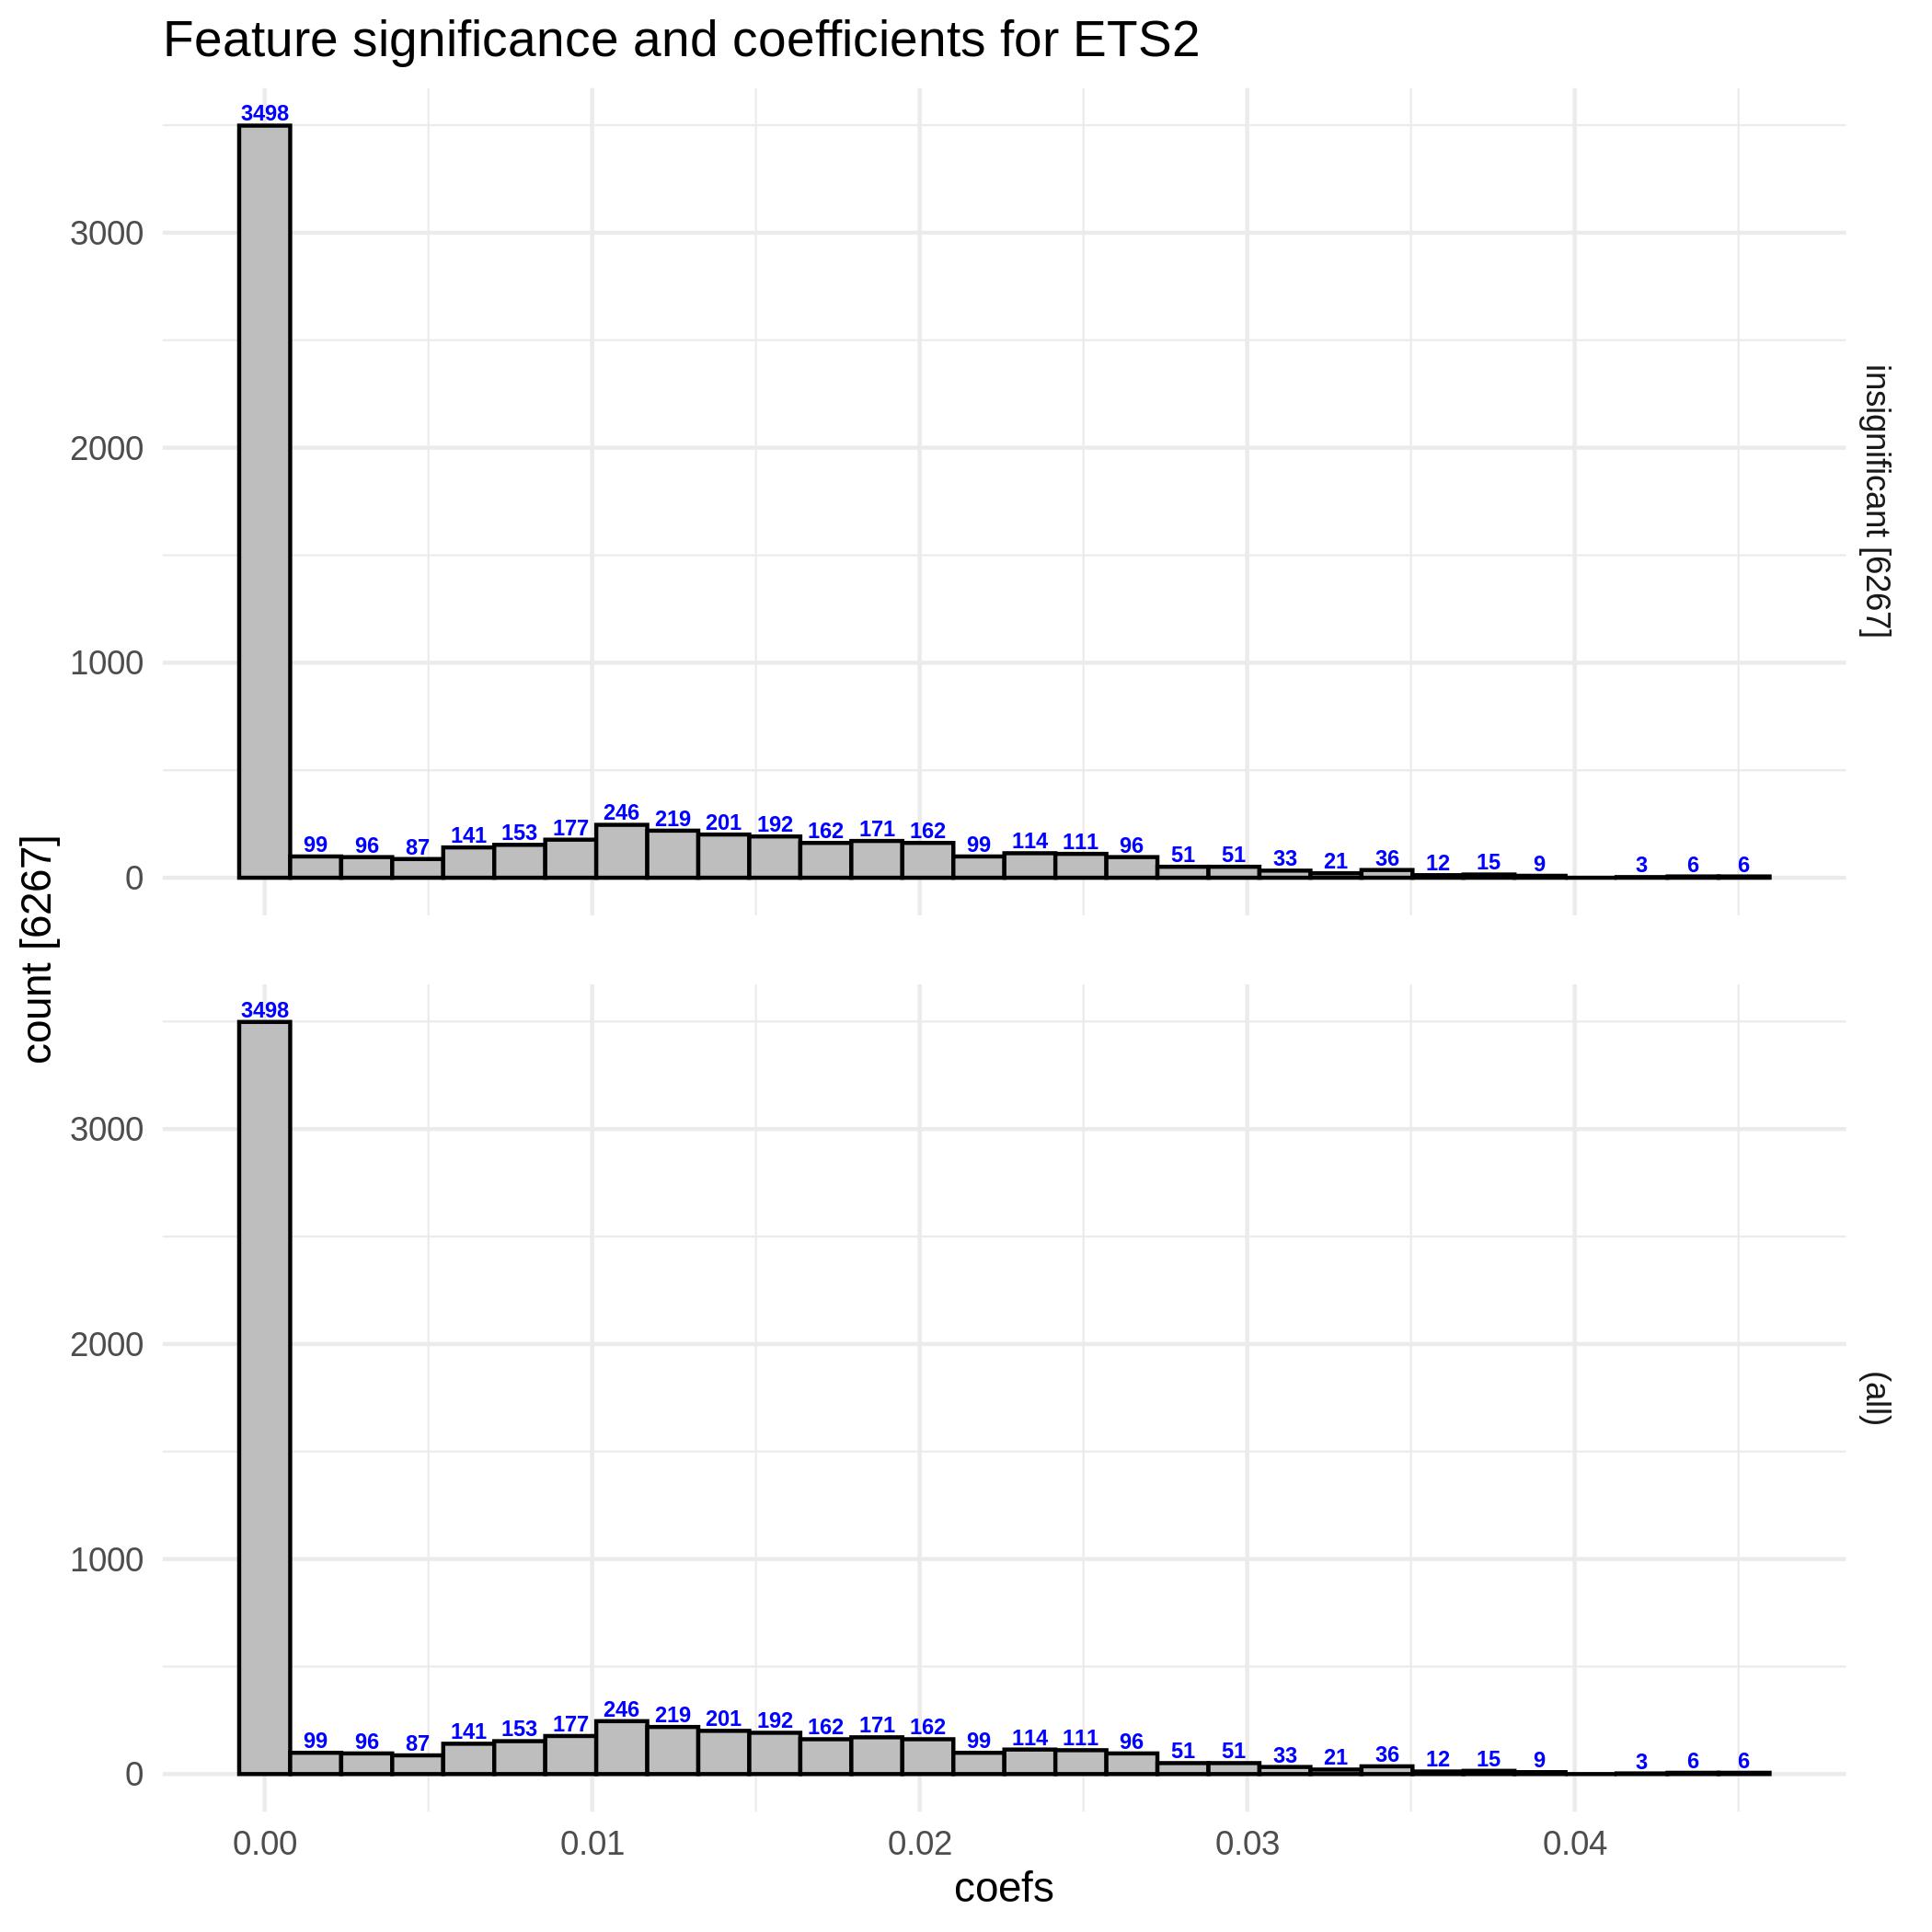 Feature significance and coefficients for ETS2
3498
3000
2000
1000
0
99 96 87 141 153 177 246 219 201 192 162 171 162 99 114 111 96 51 51 33 21 36 12 15 9 3 6 6
insignificant [6267]
count [6267]
3498
3000
2000
1000
0
99 96 87 141 153 177 246 219 201 192 162 171 162 99 114 111 96 51 51 33 21 36 12 15 9 3 6 6
(all)
0.00 0.01 0.02 0.03 0.04
coefs